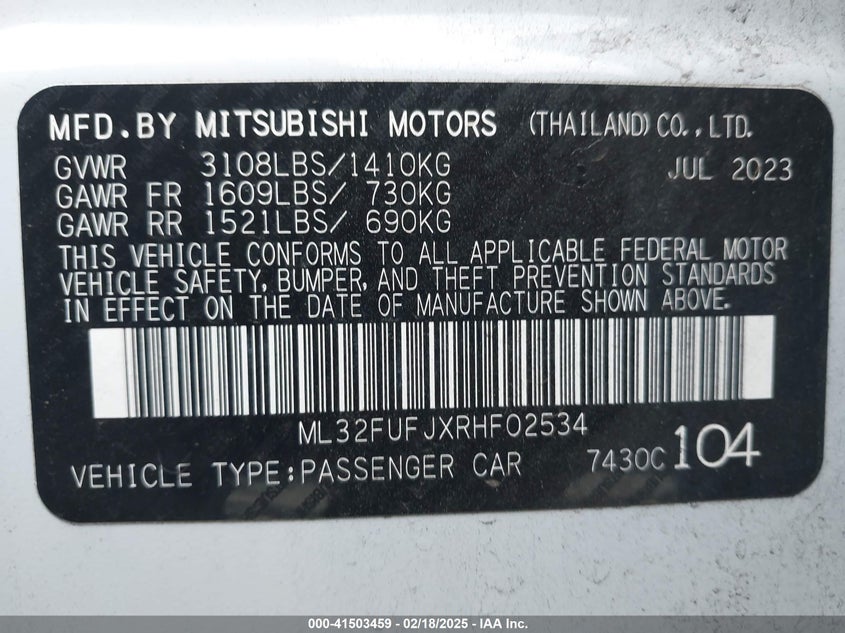 MFD.BY MITSUBISHI MOTORS (THAILAND) CO.,LTD.
GVWR 3108LBS/1410KG JUL 2023
GAWR FR 1609LBS/ 730KG
GAWR RR 1521LBS/ 690KG
THIS VEHICLE CONFORMS TO ALL APPLICABLE FEDERAL MOTOR
VEHICLE SAFETY, BUMPER, AND THEFT PREVENTION STANDARDS
IN EFFECT ON THE DATE OF MANUFACTURE SHOWN ABOVE.
ML32FUFJXRHF02534
VEHICLE TYPE:PASSENGER CAR 7430C 104
000-41503459 - 02/18/2025 - IAA Inc.